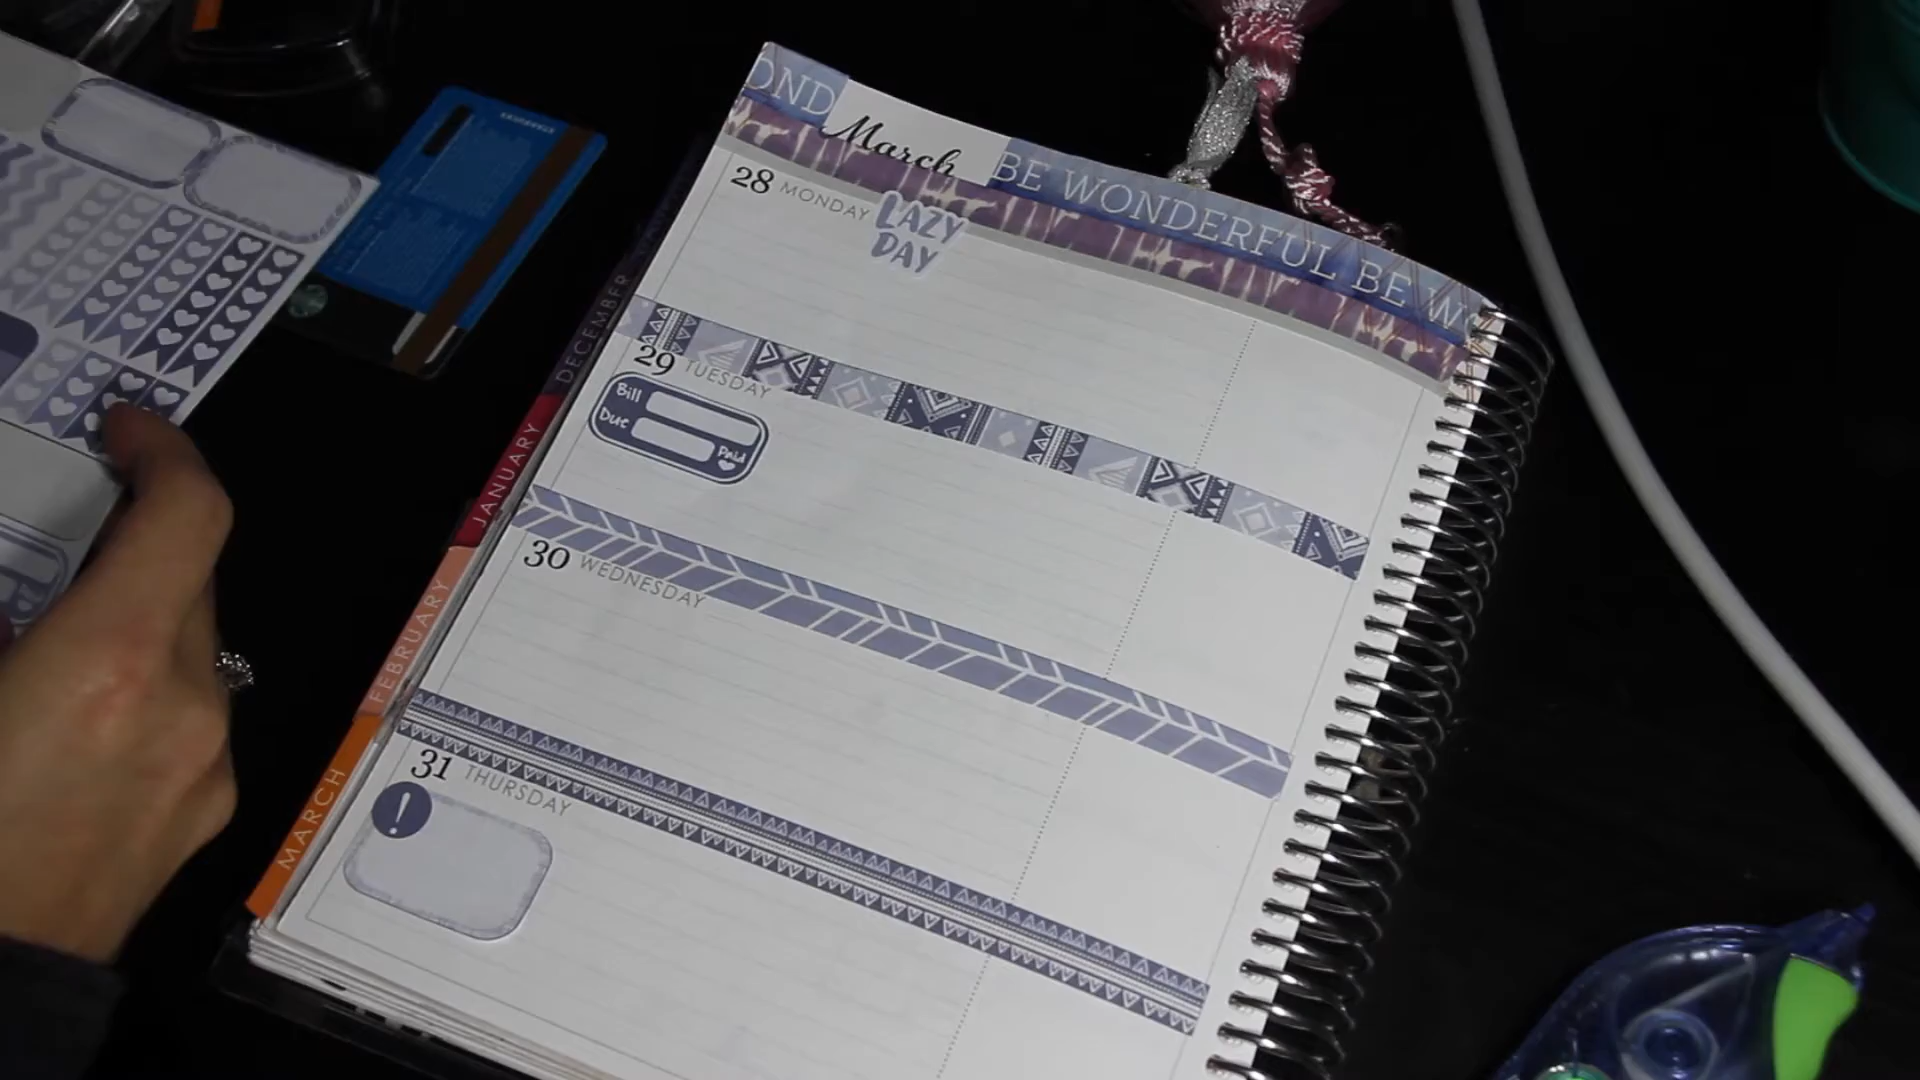 OND
March
BE WONDERFUL BE W
28 MONDAY
LAZY
DAY
29 TUESDAY
Bill
Due
Paid
30 WEDNESDAY
31 THURSDAY
!
DECEMBER
JANUARY
FEBRUARY
MARCH